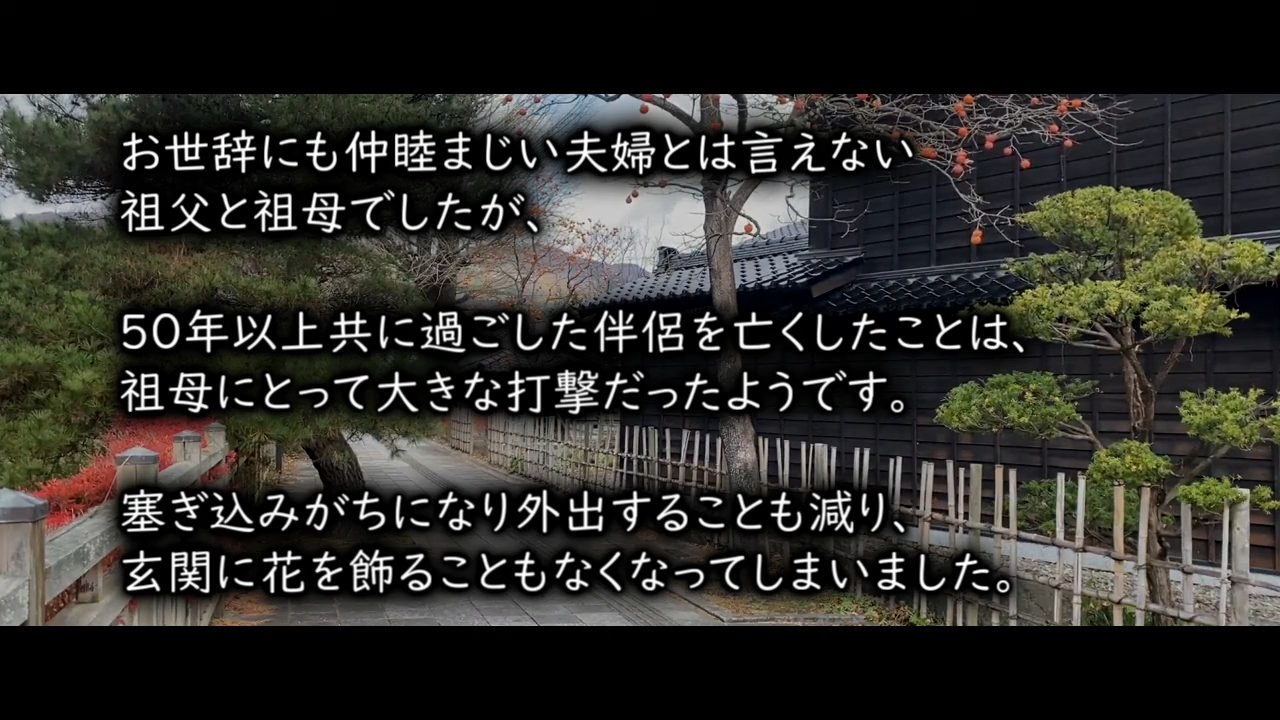 お世辞にも仲睦まじい夫婦とは言えない
祖父と祖母でしたが、
50年以上共に過ごした伴侶を亡くしたことは、
祖母にとって大きな打撃だったようです。
塞ぎ込みがちになり外出することも減り、
玄関に花を飾ることもなくなってしまいました。